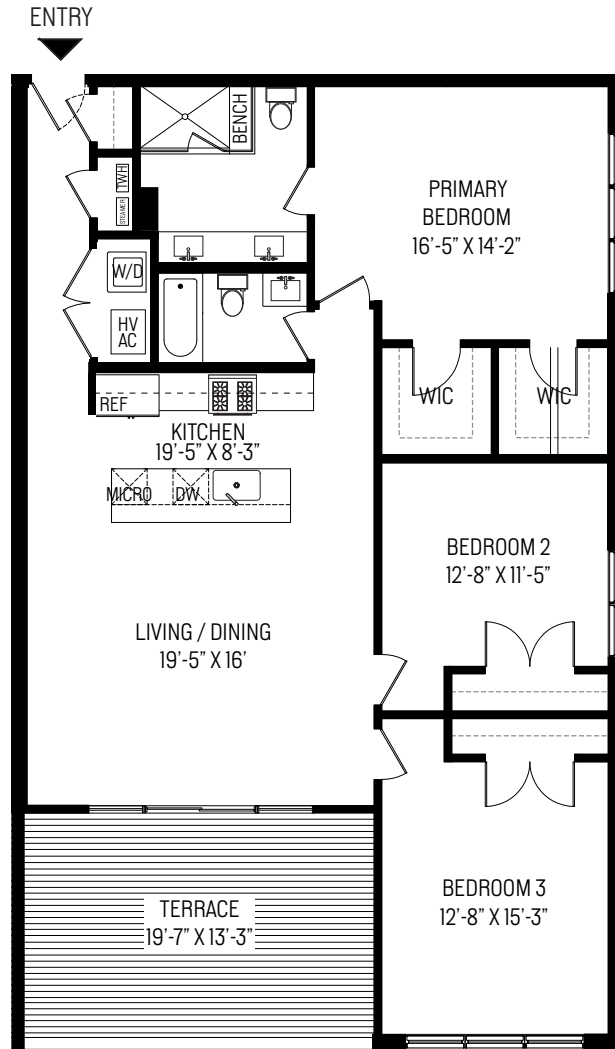 ENTRY
BENCH
TWH
STEAMER
PRIMARY
BEDROOM
16'-5” X 14'-2”
W/D
HV
AC
WIC
WIC
REF
KITCHEN
19'-5” X 8'-3”
MICRO
DW
BEDROOM 2
12'-8” X 11'-5”
LIVING / DINING
19'-5” X 16'
BEDROOM 3
12'-8” X 15'-3”
TERRACE
19'-7” X 13'-3”